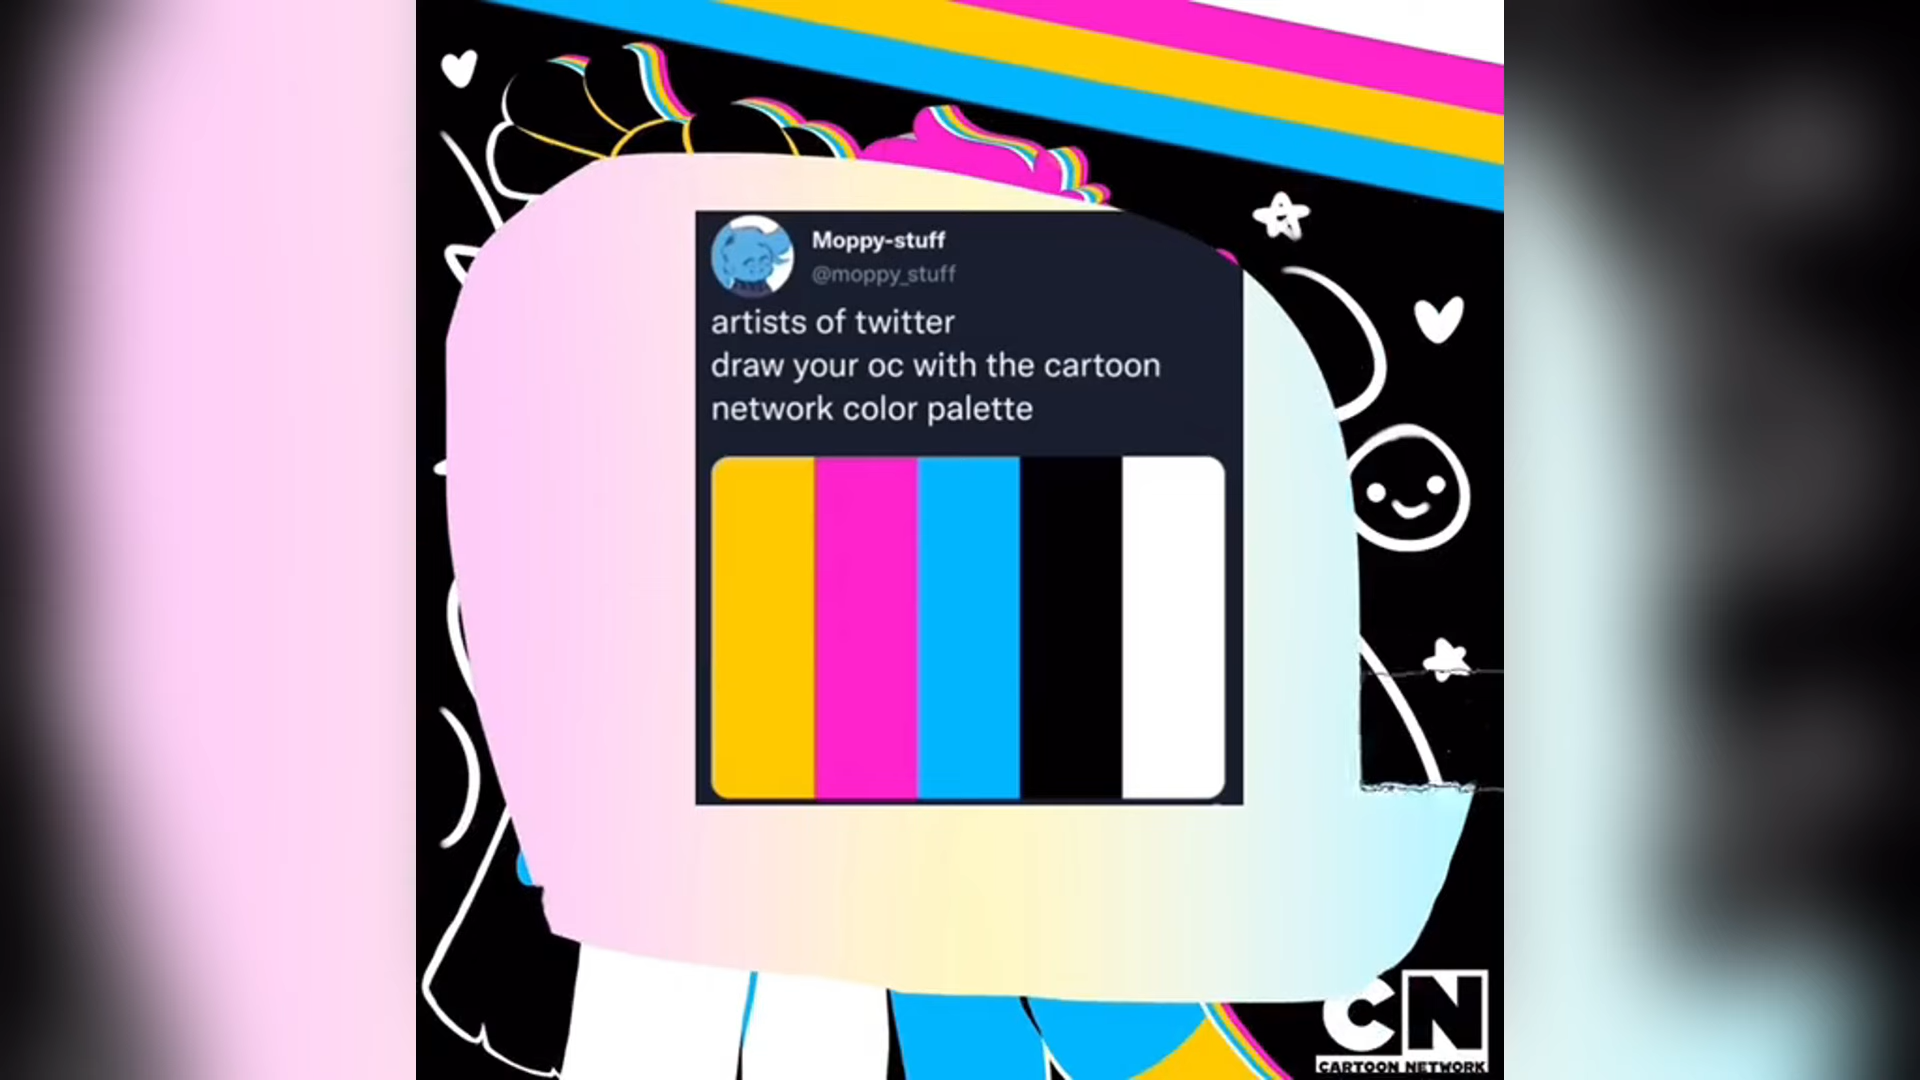 Moppy-stuff
@moppy_stuff
artists of twitter
draw your oc with the cartoon
network color palette
CN
CARTOON NETWORK